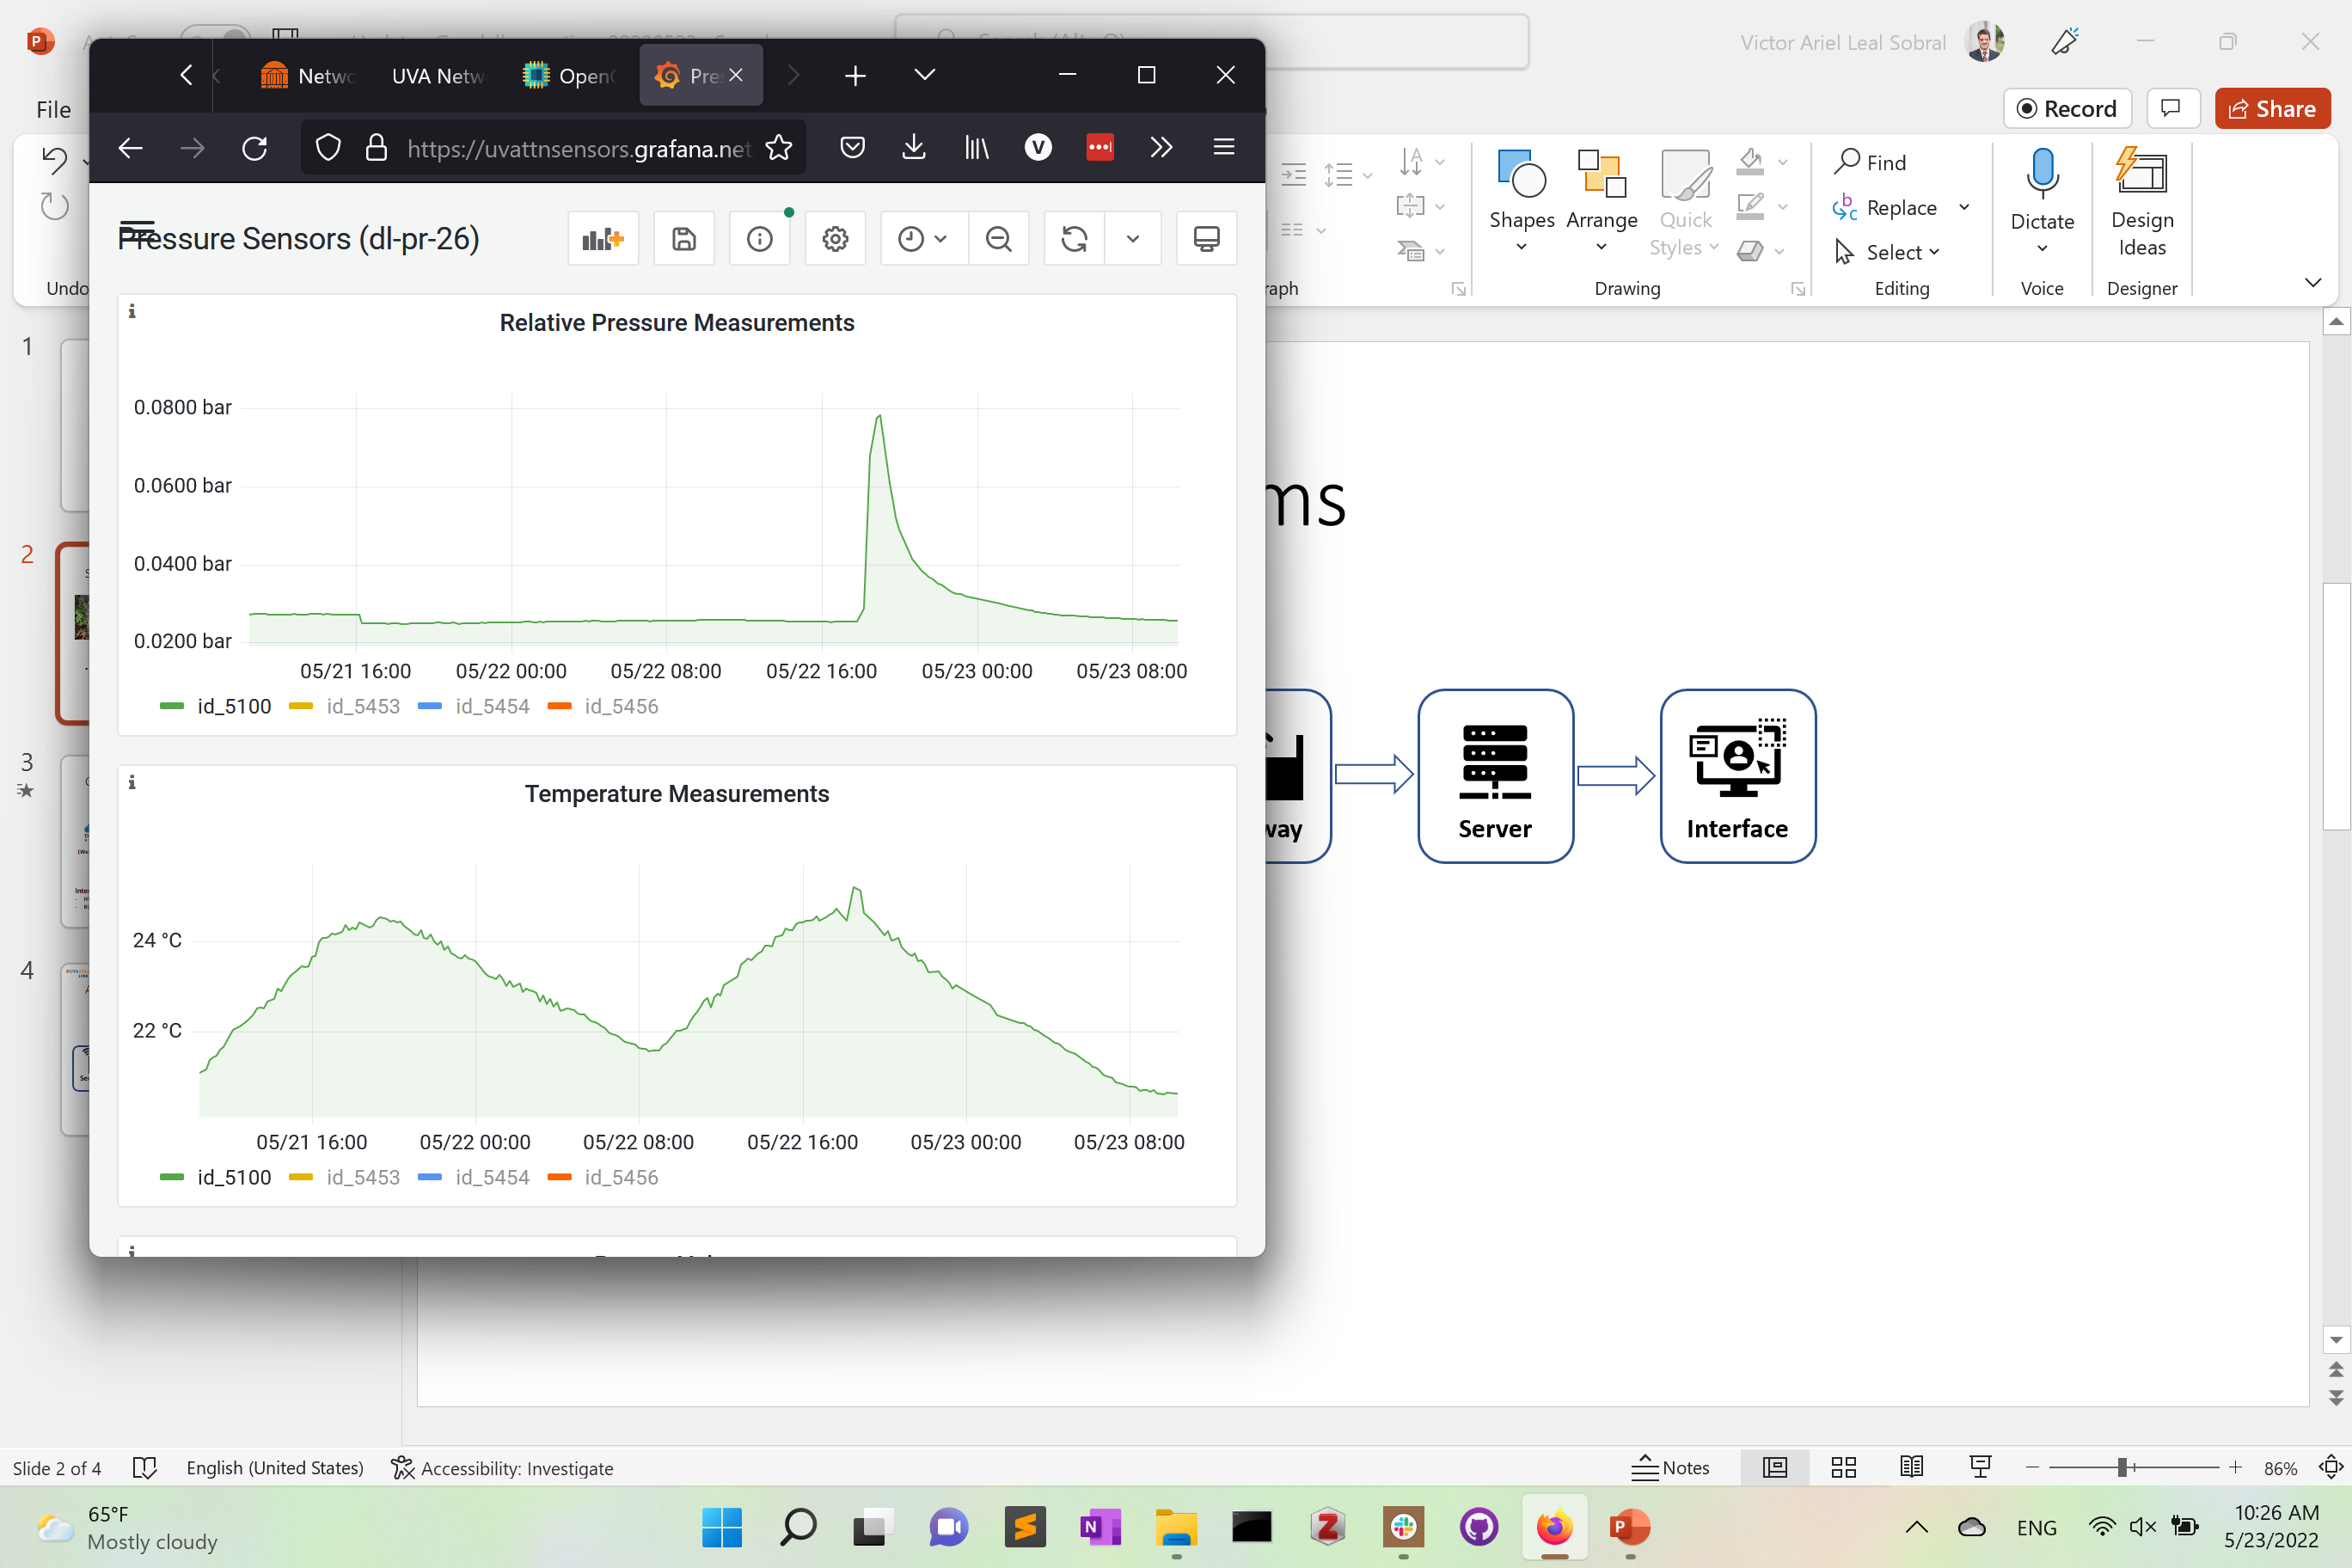 Victor Ariel Leal Sobral
Netwo
UVA Netw
Open
Pres
File
Record
Share
https://uvattnsensors.grafana.net
V
Pressure Sensors (dl-pr-26)
Undo
Shapes
Arrange
Quick
Styles
Find
Replace
Select
Dictate
Design
Ideas
raph
Drawing
Editing
Voice
Designer
1
2
3
4
Relative Pressure Measurements
0.0800 bar
0.0600 bar
0.0400 bar
0.0200 bar
05/21 16:00 05/22 00:00 05/22 08:00 05/22 16:00 05/23 00:00 05/23 08:00
id_5100 id_5453 id_5454 id_5456
Temperature Measurements
24 °C
22 °C
05/21 16:00 05/22 00:00 05/22 08:00 05/22 16:00 05/23 00:00 05/23 08:00
id_5100 id_5453 id_5454 id_5456
ms
way
Server
Interface
Slide 2 of 4
English (United States)
Accessibility: Investigate
Notes
86%
65°F
Mostly cloudy
ENG
10:26 AM
5/23/2022